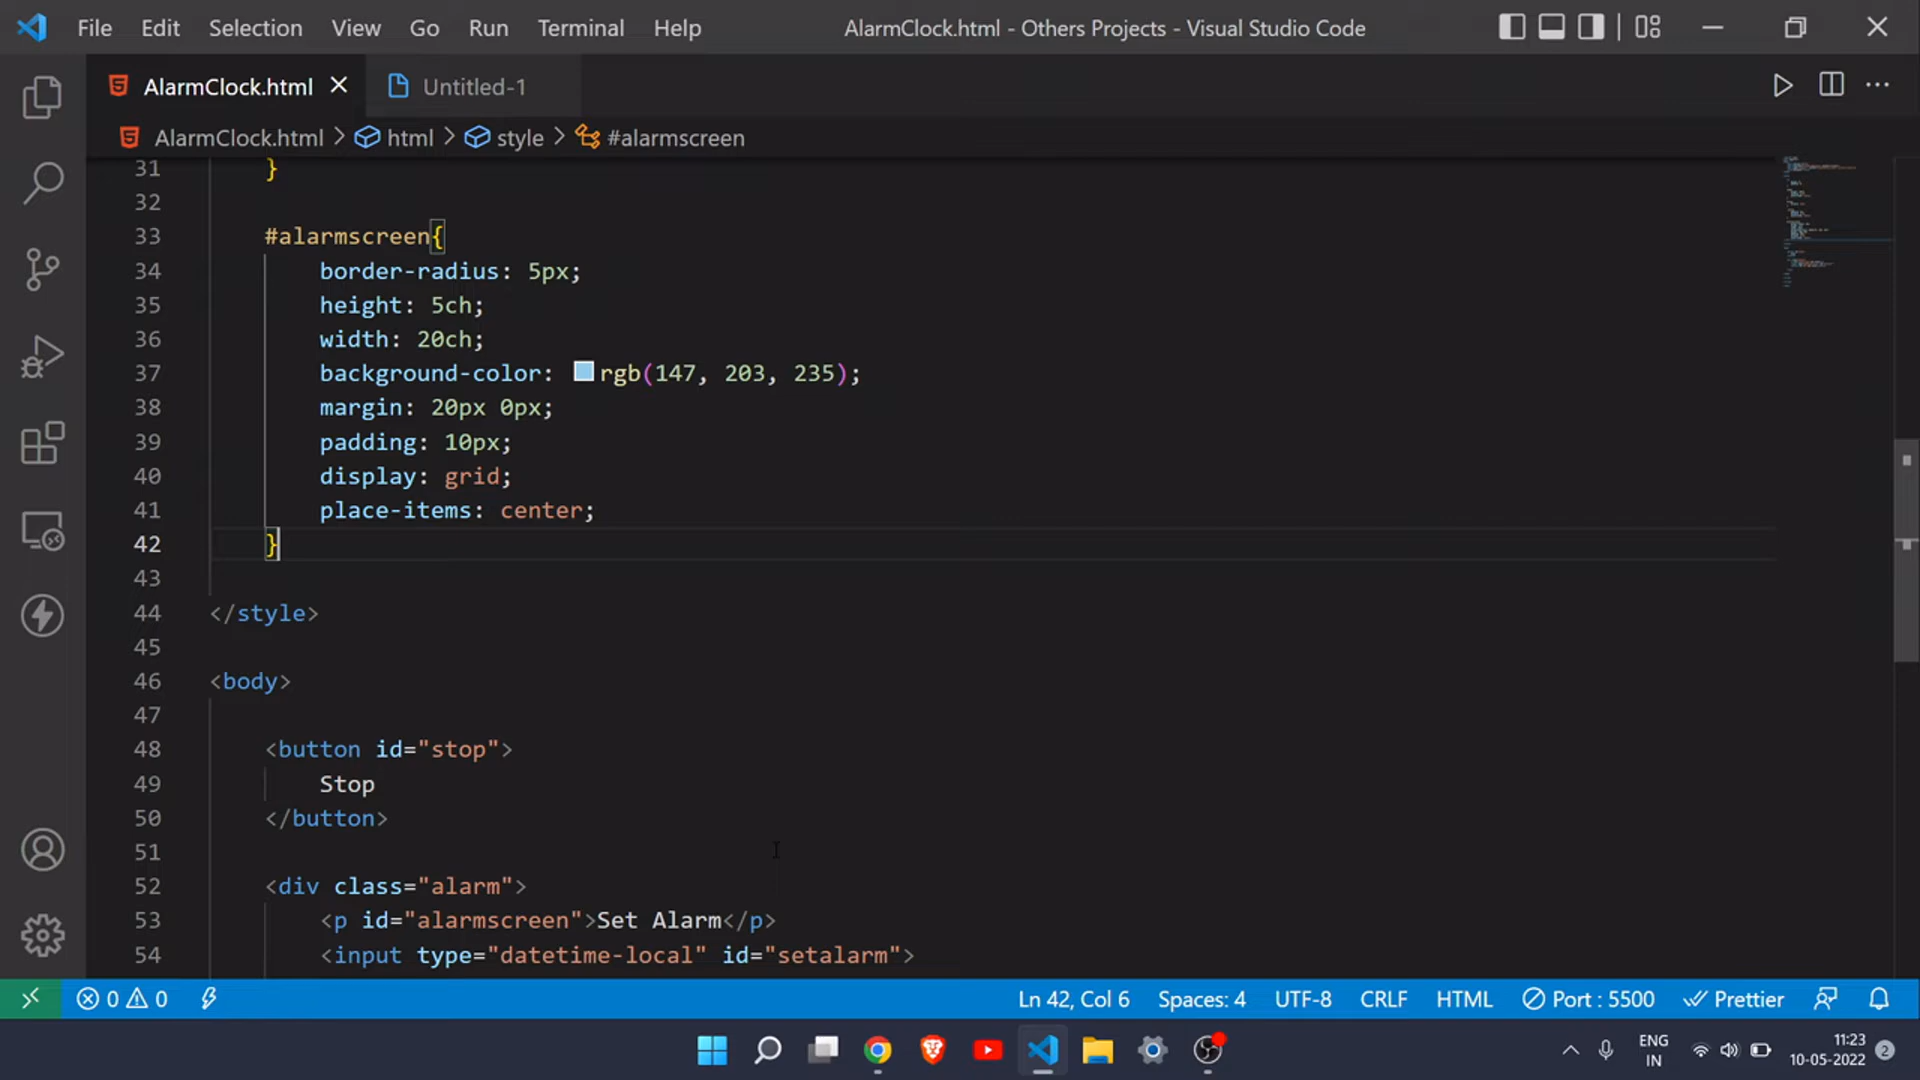 File Edit Selection View Go Run Terminal Help AlarmClock.html - Others Projects - Visual Studio Code
AlarmClock.html Untitled-1
AlarmClock.html > html > style > #alarmscreen
31 }
32
33 #alarmscreen{
34 border-radius: 5px;
35 height: 5ch;
36 width: 20ch;
37 background-color: rgb(147, 203, 235);
38 margin: 20px 0px;
39 padding: 10px;
40 display: grid;
41 place-items: center;
42 }
43
44 </style>
45
46 <body>
47
48 <button id="stop">
49 Stop
50 </button>
51
52 <div class="alarm">
53 <p id="alarmscreen">Set Alarm</p>
54 <input type="datetime-local" id="setalarm">
0 0 Ln 42, Col 6 Spaces: 4 UTF-8 CRLF HTML Port : 5500 Prettier
ENG
IN
11:23
10-05-2022
2